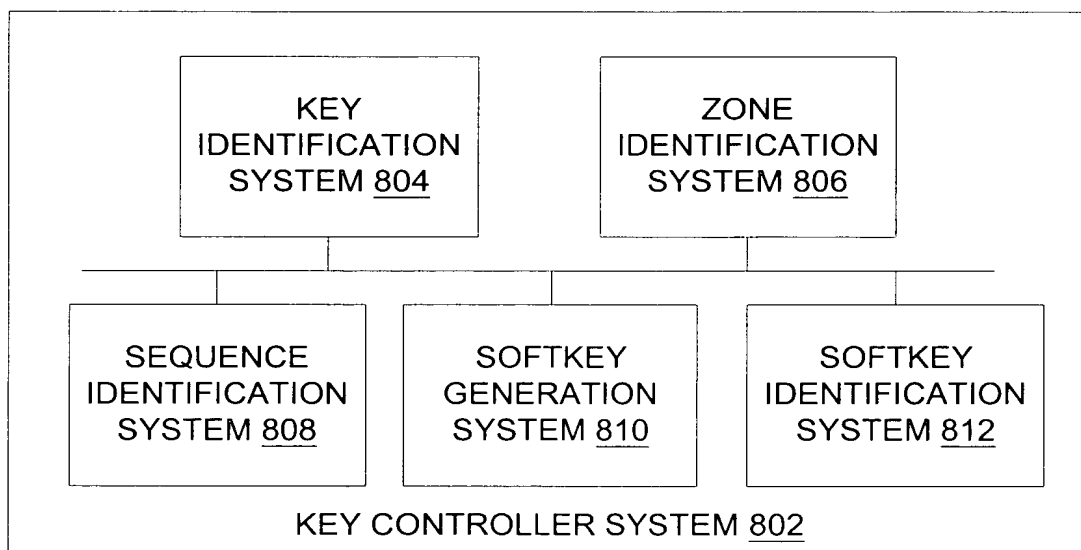 KEY
IDENTIFICATION
SYSTEM 804
ZONE
IDENTIFICATION
SYSTEM 806
SEQUENCE
IDENTIFICATION
SYSTEM 808
SOFTKEY
GENERATION
SYSTEM 810
SOFTKEY
IDENTIFICATION
SYSTEM 812
KEY CONTROLLER SYSTEM 802